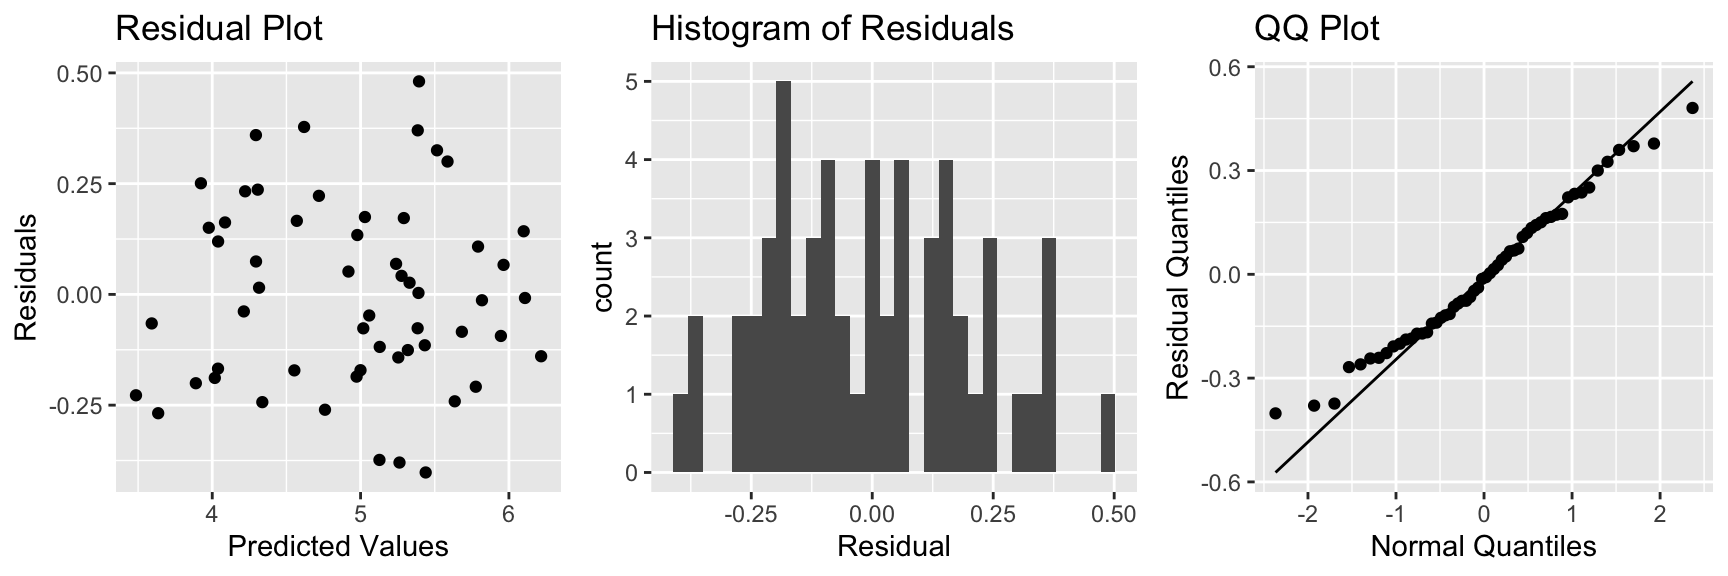 Residual Plot
0.50
0.25
0.00
-0.25
Residuals
4 5 6
Predicted Values
Histogram of Residuals
5
4
3
2
1
0
count
-0.25 0.00 0.25 0.50
Residual
QQ Plot
0.6
0.3
0.0
-0.3
-0.6
Residual Quantiles
-2 -1 0 1 2
Normal Quantiles